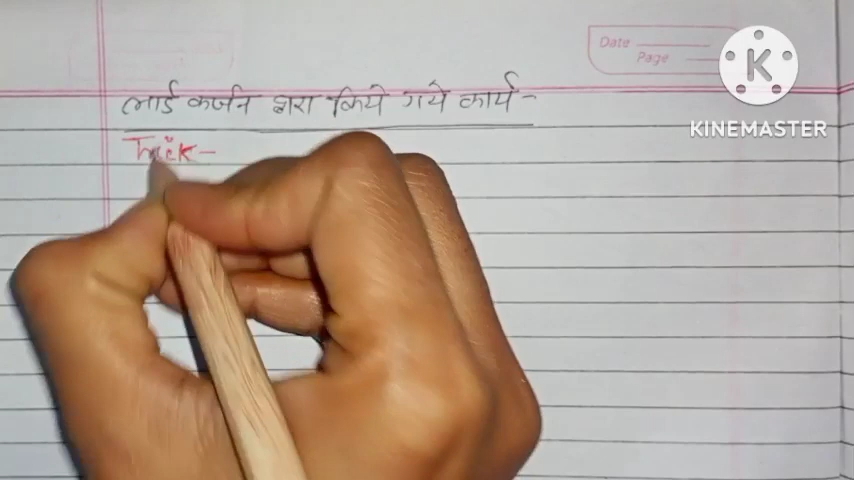 Date
Page
KINEMASTER
लार्ड कर्जन द्वारा किये गये कार्य-
Trick-